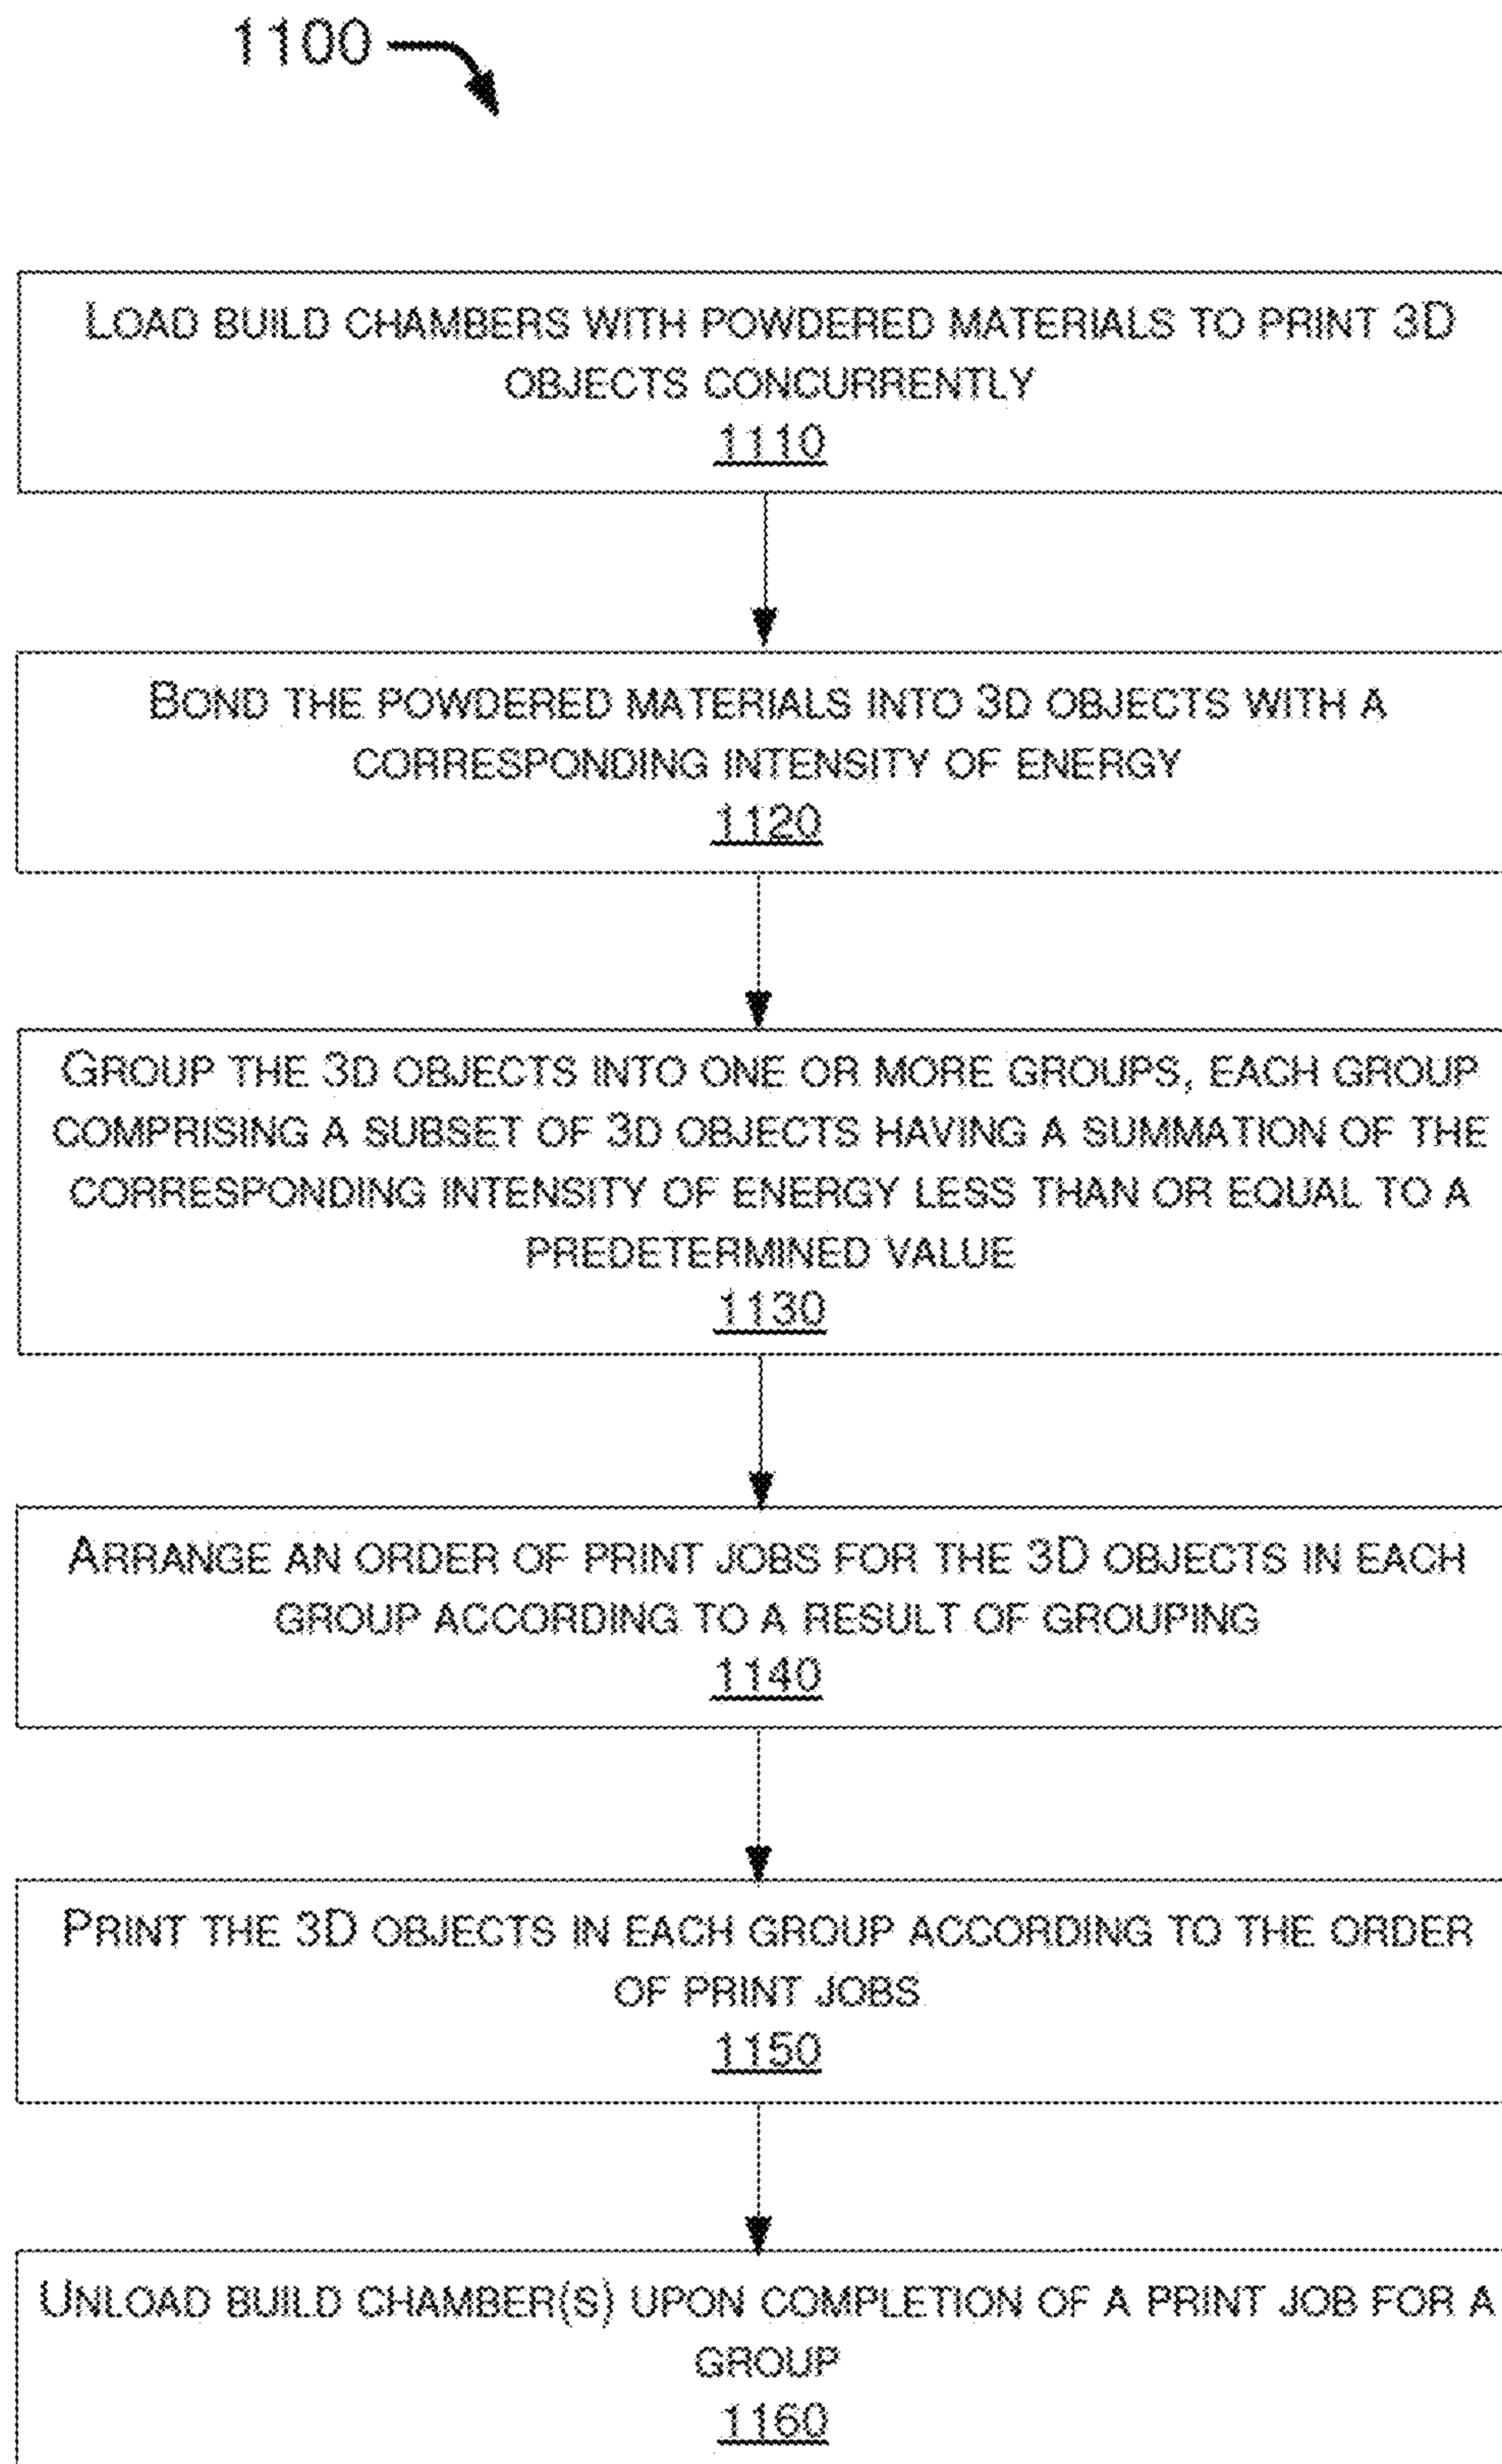 1100
LOAD BUILD CHAMBERS WITH POWDERED MATERIALS TO PRINT 3D
OBJECTS CONCURRENTLY
1110
BOND THE POWDERED MATERIALS INTO 3D OBJECTS WITH A
CORRESPONDING INTENSITY OF ENERGY
1120
GROUP THE 3D OBJECTS INTO ONE OR MORE GROUPS, EACH GROUP
COMPRISING A SUBSET OF 3D OBJECTS HAVING A SUMMATION OF THE
CORRESPONDING INTENSITY OF ENERGY LESS THAN OR EQUAL TO A
PREDETERMINED VALUE
1130
ARRANGE AN ORDER OF PRINT JOBS FOR THE 3D OBJECTS IN EACH
GROUP ACCORDING TO A RESULT OF GROUPING
1140
PRINT THE 3D OBJECTS IN EACH GROUP ACCORDING TO THE ORDER
OF PRINT JOBS
1150
UNLOAD BUILD CHAMBER(S) UPON COMPLETION OF A PRINT JOB FOR A
GROUP
1160